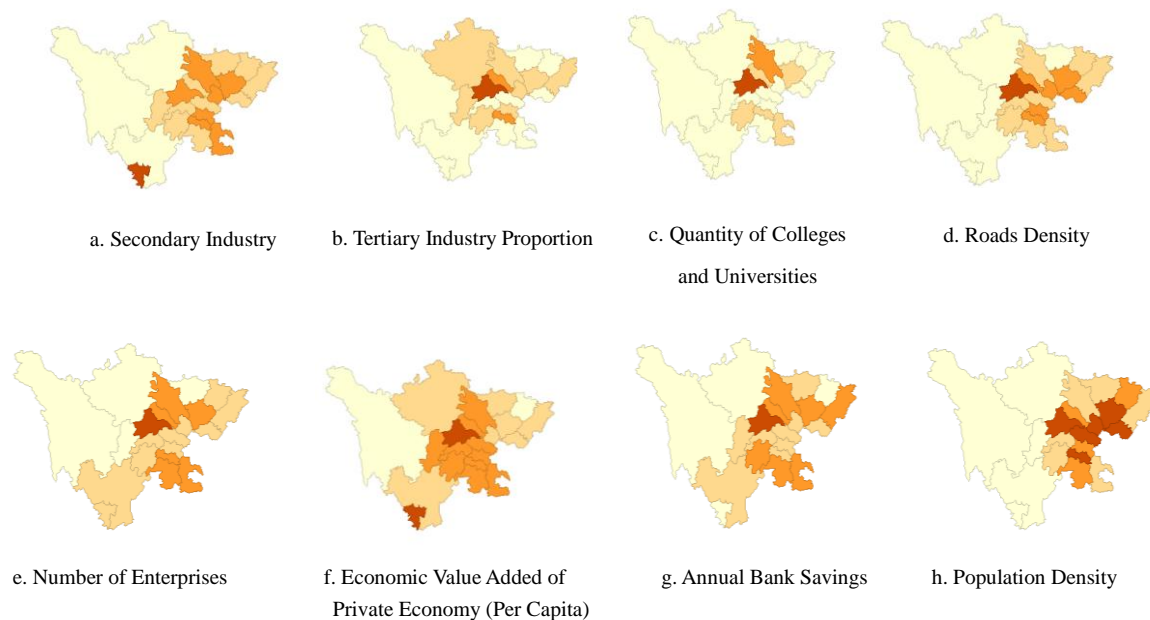 a. Secondary Industry
b. Tertiary Industry Proportion
c. Quantity of Colleges
and Universities
d. Roads Density
e. Number of Enterprises
f. Economic Value Added of
Private Economy (Per Capita)
g. Annual Bank Savings
h. Population Density